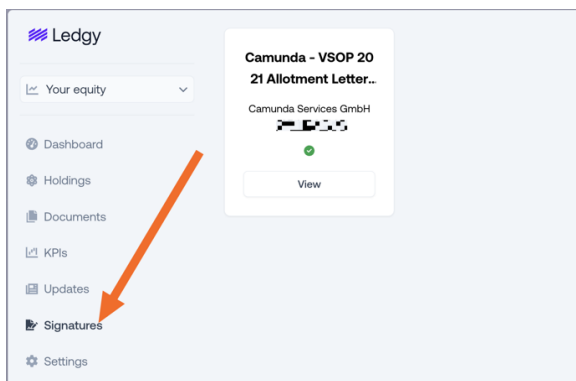 Ledgy
Your equity
Dashboard
Holdings
Documents
KPIs
Updates
Signatures
Settings
Camunda - VSOP 20
21 Allotment Letter...
Camunda Services GmbH
View